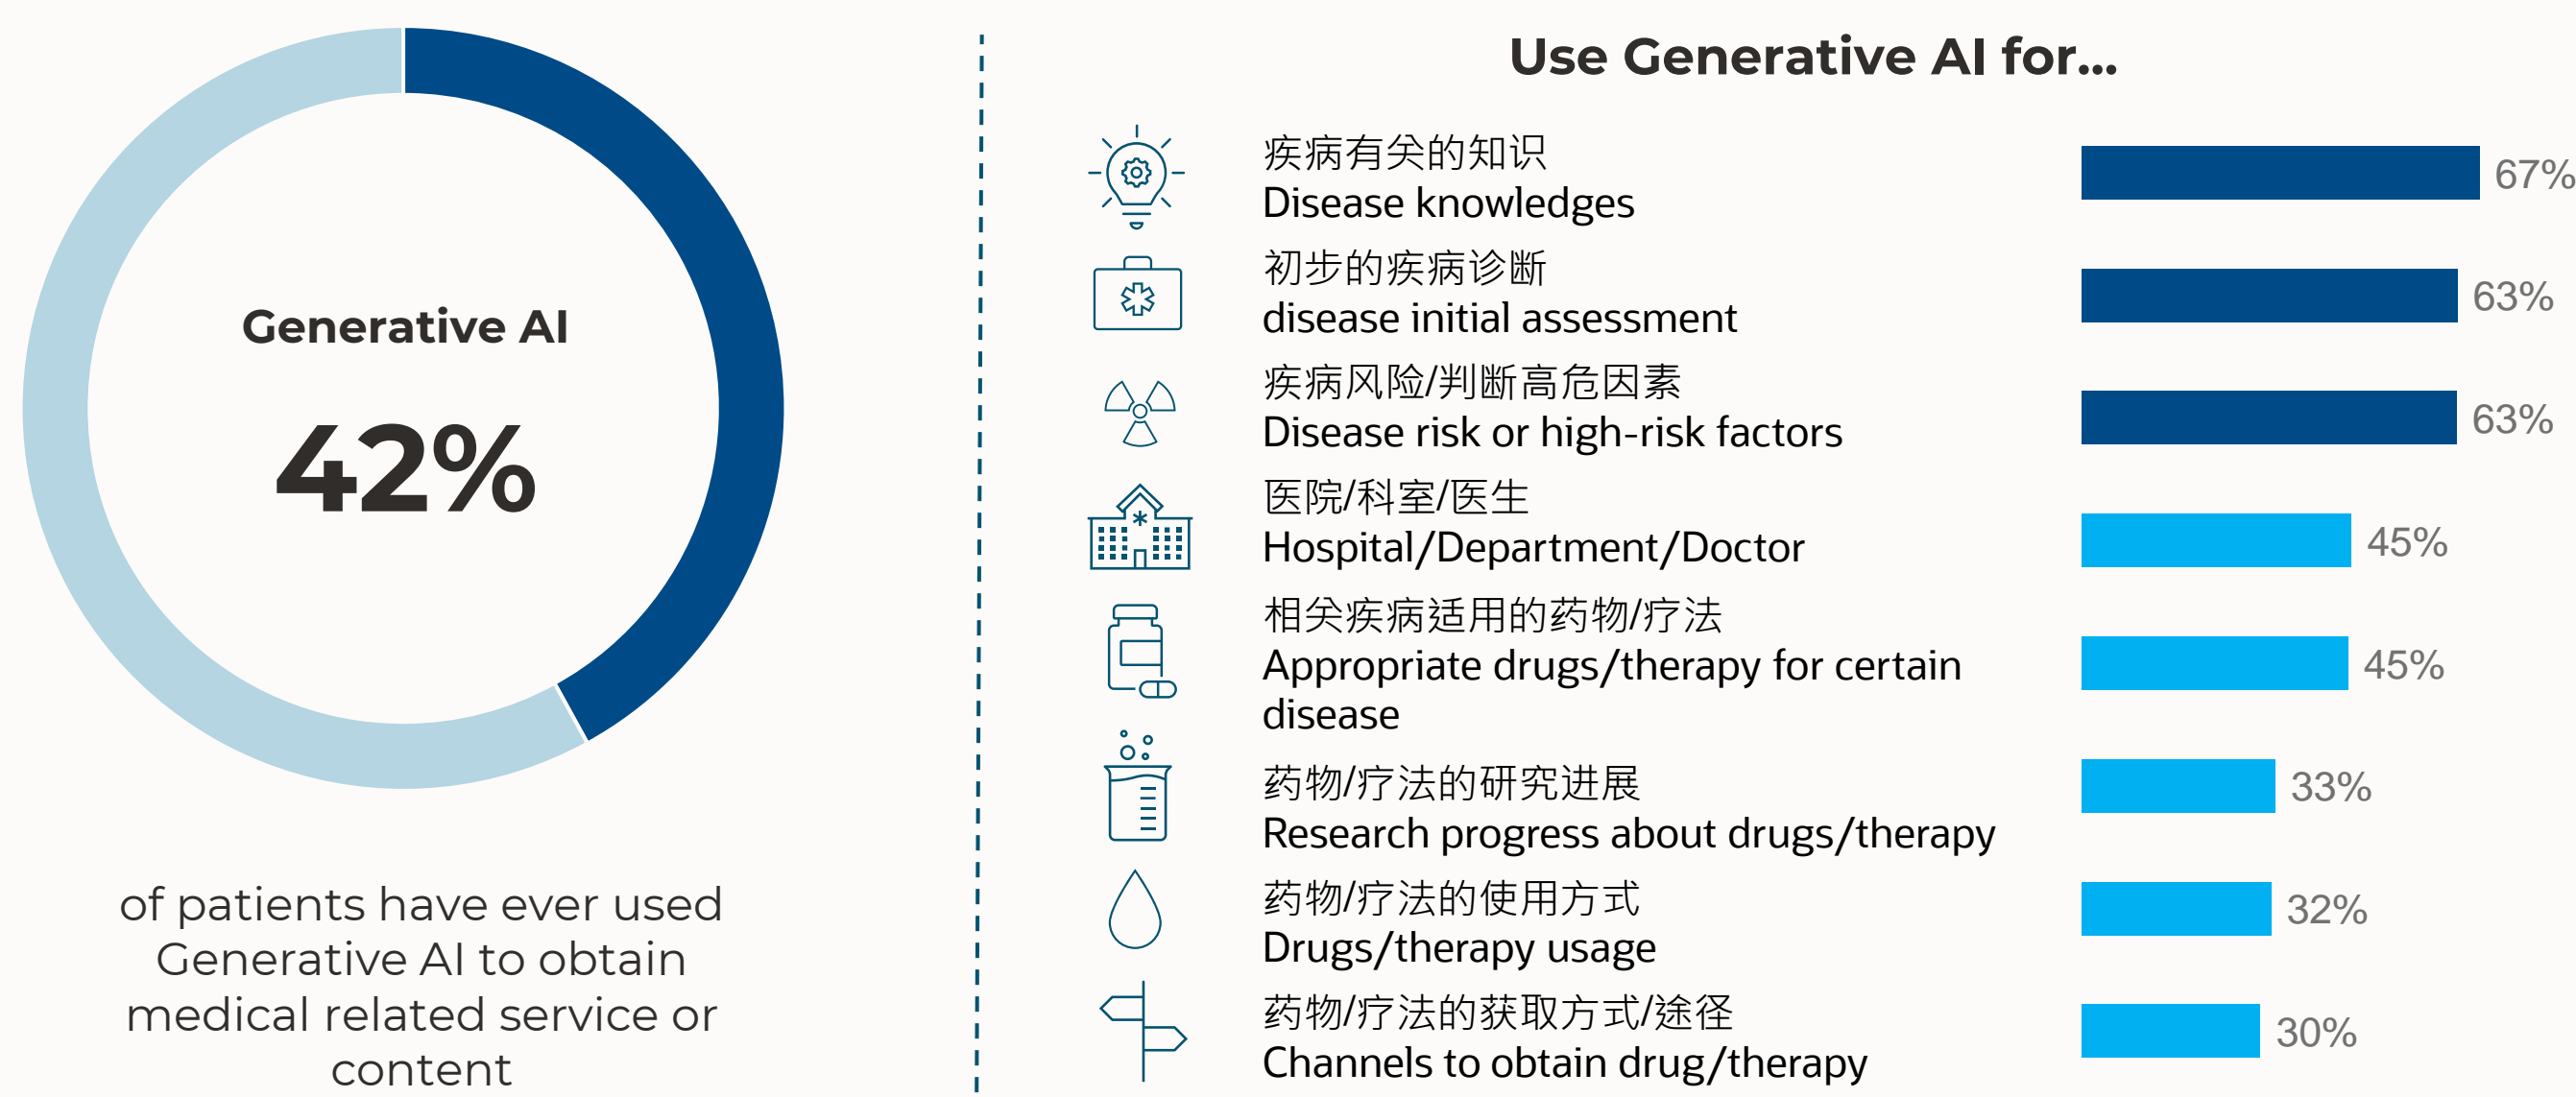 Generative AI
42%
of patients have ever used
Generative AI to obtain
medical related service or
content
Use Generative AI for...
疾病有关的知识
Disease knowledges
67%
初步的疾病诊断
disease initial assessment
63%
疾病风险/判断高危因素
Disease risk or high-risk factors
63%
医院/科室/医生
Hospital/Department/Doctor
45%
相关疾病适用的药物/疗法
Appropriate drugs/therapy for certain
disease
45%
药物/疗法的研究进展
Research progress about drugs/therapy
33%
药物/疗法的使用方式
Drugs/therapy usage
32%
药物/疗法的获取方式/途径
Channels to obtain drug/therapy
30%